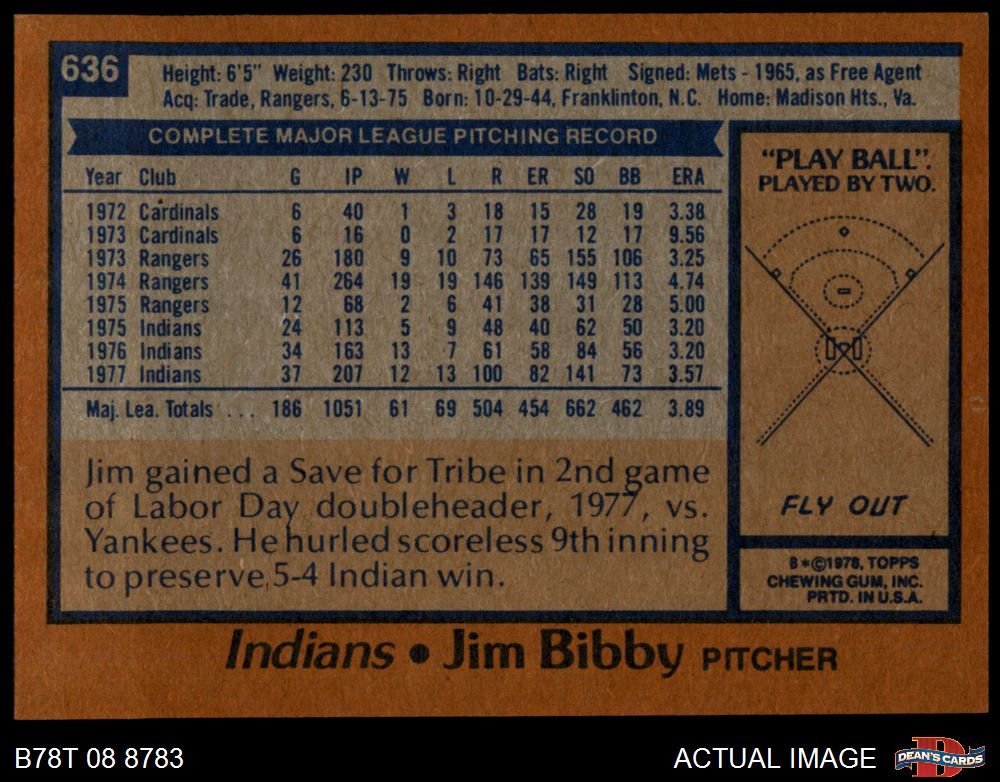 636
Height: 6'5" Weight: 230 Throws: Right Bats: Right Signed: Mets - 1965, as Free Agent
Acq: Trade, Rangers, 6-13-75 Born: 10-29-44, Franklinton, N.C. Home: Madison Hts., Va.
COMPLETE MAJOR LEAGUE PITCHING RECORD
Year Club G IP W L R ER SO BB ERA
1972 Cardinals 6 40 1 3 18 15 28 19 3.38
1973 Cardinals 6 16 0 2 17 17 12 17 9.56
1973 Rangers 26 180 9 10 73 65 155 106 3.25
1974 Rangers 41 264 19 19 146 139 149 113 4.74
1975 Rangers 12 68 2 6 41 38 31 28 5.00
1975 Indians 24 113 5 9 48 40 62 50 3.20
1976 Indians 34 163 13 7 61 58 84 56 3.20
1977 Indians 37 207 12 13 100 82 141 73 3.57
Maj. Lea. Totals . . . 186 1051 61 69 504 454 662 462 3.89
Jim gained a Save for Tribe in 2nd game
of Labor Day doubleheader, 1977, vs.
Yankees. He hurled scoreless 9th inning
to preserve 5-4 Indian win.
"PLAY BALL".
PLAYED BY TWO.
FLY OUT
8*©1978, TOPPS
CHEWING GUM, INC.
PRTD. IN U.S.A.
Indians • Jim Bibby PITCHER
B78T 08 8783
ACTUAL IMAGE
D
DEAN'S CARDS